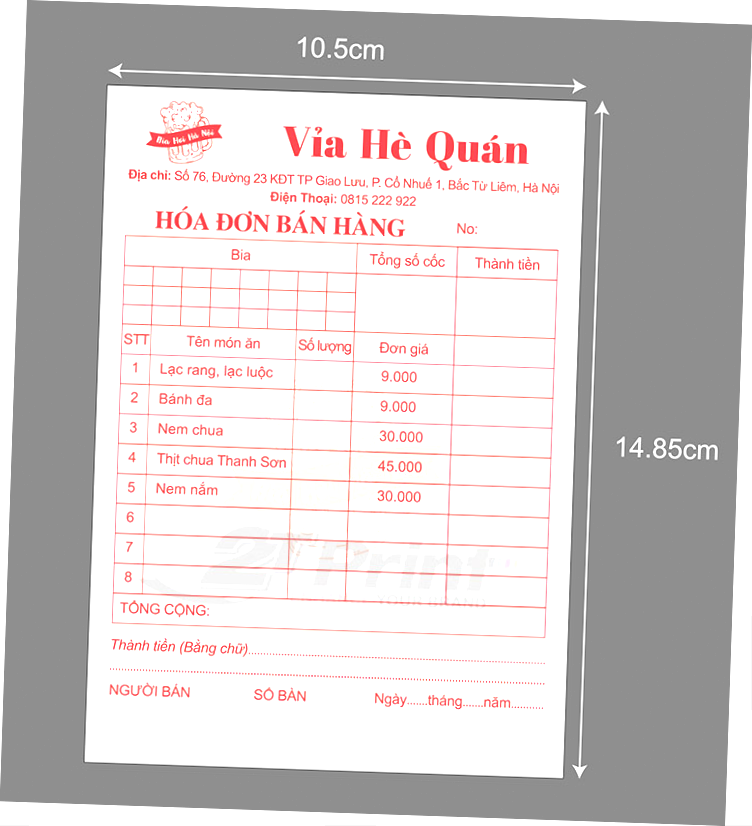 10.5cm
Bia Hơi Hà Nội
Vỉa Hè Quán
Địa chỉ: Số 76, Đường 23 KĐT TP Giao Lưu, P. Cổ Nhuế 1, Bắc Từ Liêm, Hà Nội
Điện Thoại: 0815 222 922
HÓA ĐƠN BÁN HÀNG No:
Bia Tổng số cốc Thành tiền
STT Tên món ăn Số lượng Đơn giá
1 Lạc rang, lạc luộc 9.000
2 Bánh đa 9.000
3 Nem chua 30.000
14.85cm
4 Thịt chua Thanh Sơn 45.000
5 Nem nắm 30.000
6
7
2T Print
8
TỔNG CỘNG:
Thành tiền (Bằng chữ)
NGƯỜI BÁN SỐ BÀN Ngày.......tháng.......năm...........